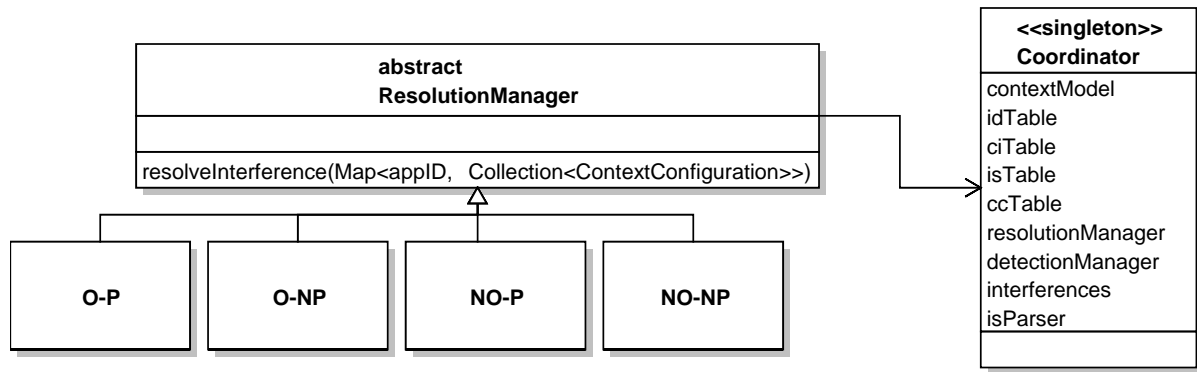 abstract
ResolutionManager
resolveInterference(Map<appID, Collection<ContextConfiguration>>)
O-P
O-NP
NO-P
NO-NP
<<singleton>>
Coordinator
contextModel
idTable
ciTable
isTable
ccTable
resolutionManager
detectionManager
interferences
isParser